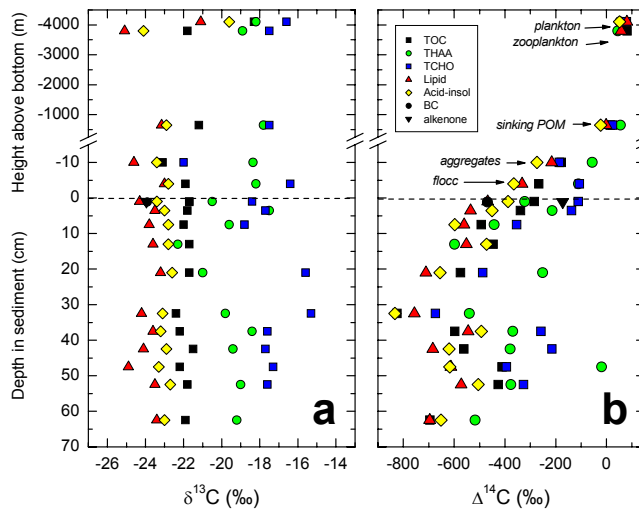 -4000
-3000
-2000
-1000
-10
0
10
20
30
40
50
60
70
Height above bottom (m)
Depth in sediment (cm)
-26 -24 -22 -20 -18 -16 -14
δ¹³C (‰)
a
TOC
THAA
TCHO
Lipid
Acid-insol
BC
alkenone
plankton
zooplankton
sinking POM
aggregates
flocc
b
-800 -600 -400 -200 0
Δ¹⁴C (‰)